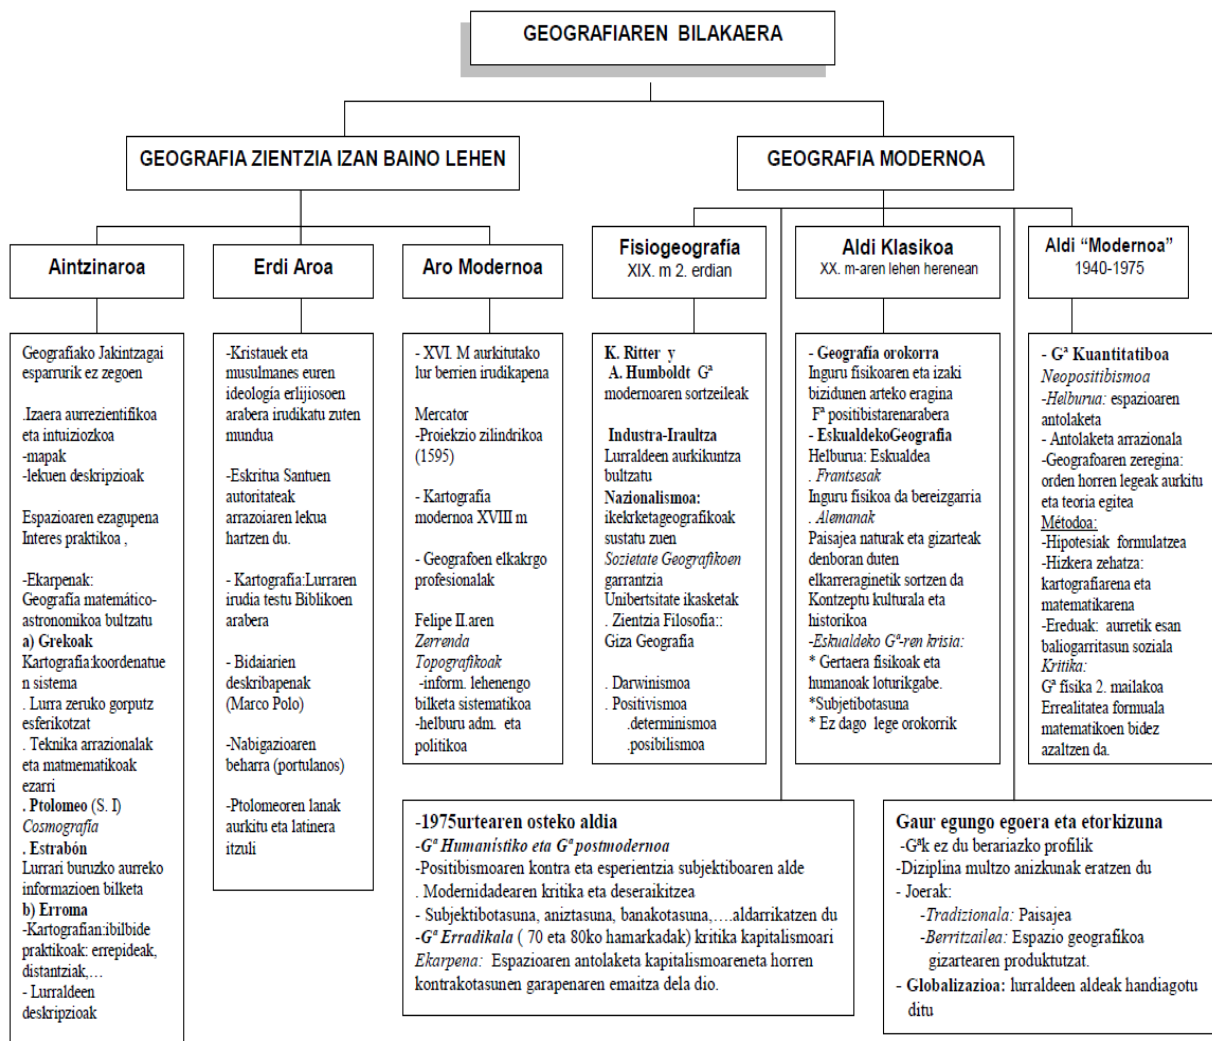 GEOGRAFIAREN BILAKAERA
GEOGRAFIA ZIENTZIA IZAN BAINO LEHEN
GEOGRAFIA MODERNOA
Aintzinaroa
Erdi Aroa
Aro Modernoa
Fisiogeografía
XIX. m 2. erdian
Aldi Klasikoa
XX. m-aren lehen herenean
Aldi “Modernoa”
1940-1975
Geografiako Jakintzagai
esparrurik ez zegoen
.Izaera aurrezientifikoa
eta intuiziozkoa
-mapak
-lekuen deskripzioak
Espazioaren ezagupena
Interes praktikoa ,
-Ekarpenak:
Geografía matemático-
astronomikoa bultzatu
a) Grekoak
Kartografia:koordenatue
n sistema
. Lurra zeruko gorputz
esferikotzat
. Teknika arrazionalak
eta matmematikoak
ezarri
. Ptolomeo (S. I)
Cosmografía
. Estrabón
Lurrari buruzko aurreko
informazioen bilketa
b) Erroma
-Kartografian:ibilbide
praktikoak: errepideak,
distantziak,…
- Lurraldeen
deskripzioak
-Kristauek eta
musulmanes euren
ideología erlijiosoen
arabera irudikatu zuten
mundua
-Eskritua Santuen
autoritateak
arrazoiaren lekua
hartzen du.
- Kartografía:Lurraren
irudia testu Biblikoen
arabera
- Bidaiarien
deskribapenak
(Marco Polo)
-Nabigazioaren
beharra (portulanos)
-Ptolomeoren lanak
aurkitu eta latinera
itzuli
- XVI. M aurkitutako
lur berrien irudikapena
Mercator
-Proiekzio zilindrikoa
(1595)
- Kartografia
modernoa XVIII m
- Geografoen elkakrgo
profesionalak
Felipe II.aren
Zerrenda
Topografikoak
-inform. lehenengo
bilketa sistematikoa
-helburu adm. eta
politikoa
K. Ritter y
A. Humboldt Gª
modernoaren sortzeileak
Industra-Iraultza
Lurraldeen aurkikuntza
bultzatu
Nazionalismoa:
ikekrketageografikoak
sustatu zuen
Sozietate Geografikoen
garrantzia
Unibertsitate ikasketak
. Zientzia Filosofia::
Giza Geografia
. Darwinismoa
. Positivismoa
.determinismoa
.posibilismoa
- Geografía orokorra
Inguru fisikoaren eta izaki
bizidunen arteko eragina
Fª positibistarenarabera
- EskualdekoGeografia
Helburua: Eskualdea
. Frantsesak
Inguru fisikoa da bereizgarria
. Alemanak
Paisajea naturak eta gizarteak
denboran duten
elkarreraginetik sortzen da
Kontzeptu kulturala eta
historikoa
-Eskualdeko Gª-ren krisia:
* Gertaera fisikoak eta
humanoak loturikgabe.
*Subjetibotasuna
* Ez dago lege orokorrik
- Gª Kuantitatiboa
Neopositibismoa
-Helburua: espazioaren
antolaketa
- Antolaketa arrazionala
-Geografoaren zeregina:
orden horren legeak aurkitu
eta teoria egitea
Métodoa:
-Hipotesiak formulatzea
-Hizkera zehatza:
kartografiarena eta
matematikarena
-Ereduak: aurretik esan
baliogarritasun soziala
Kritika:
Gª física 2. mailakoa
Errealitatea formuala
matematikoen bidez
azaltzen da.
-1975urtearen osteko aldia
-Gª Humanístiko eta Gª postmodernoa
-Positibismoaren kontra eta esperientzia subjektiboaren alde
. Modernidadearen kritika eta deseraikitzea
- Subjektibotasuna, aniztasuna, banakotasuna,….aldarrikatzen du
-Gª Erradikala ( 70 eta 80ko hamarkadak) kritika kapitalismoari
Ekarpena: Espazioaren antolaketa kapitalismoareneta horren
kontrakotasunen garapenaren emaitza dela dio.
Gaur egungo egoera eta etorkizuna
-Gªk ez du berariazko profilik
-Diziplina multzo anizkunak eratzen du
- Joerak:
-Tradizionala: Paisajea
-Berritzailea: Espazio geografikoa
gizartearen produktutzat.
- Globalizazioa: lurraldeen aldeak handiagotu
ditu